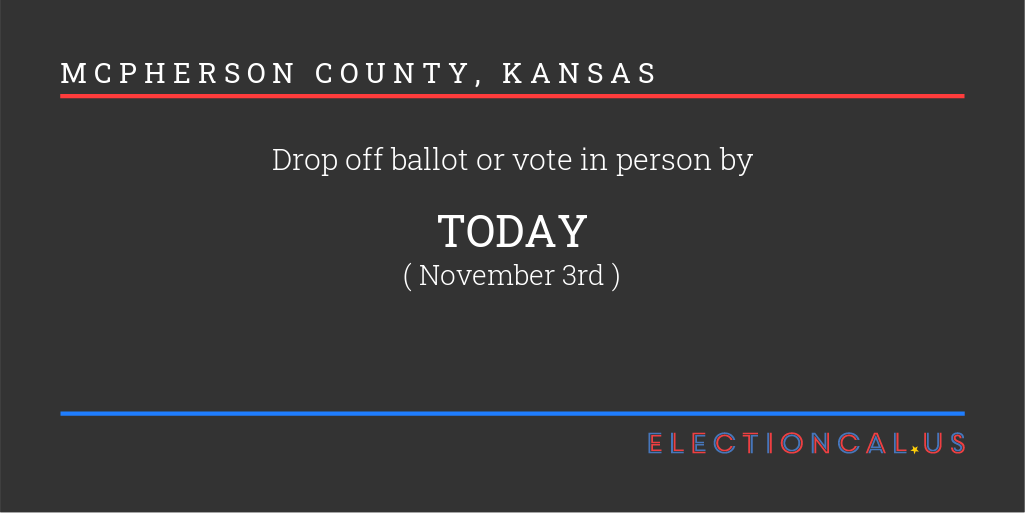 MCPHERSON COUNTY, KANSAS
Drop off ballot or vote in person by
TODAY
( November 3rd )
ELECTIONCAL.US